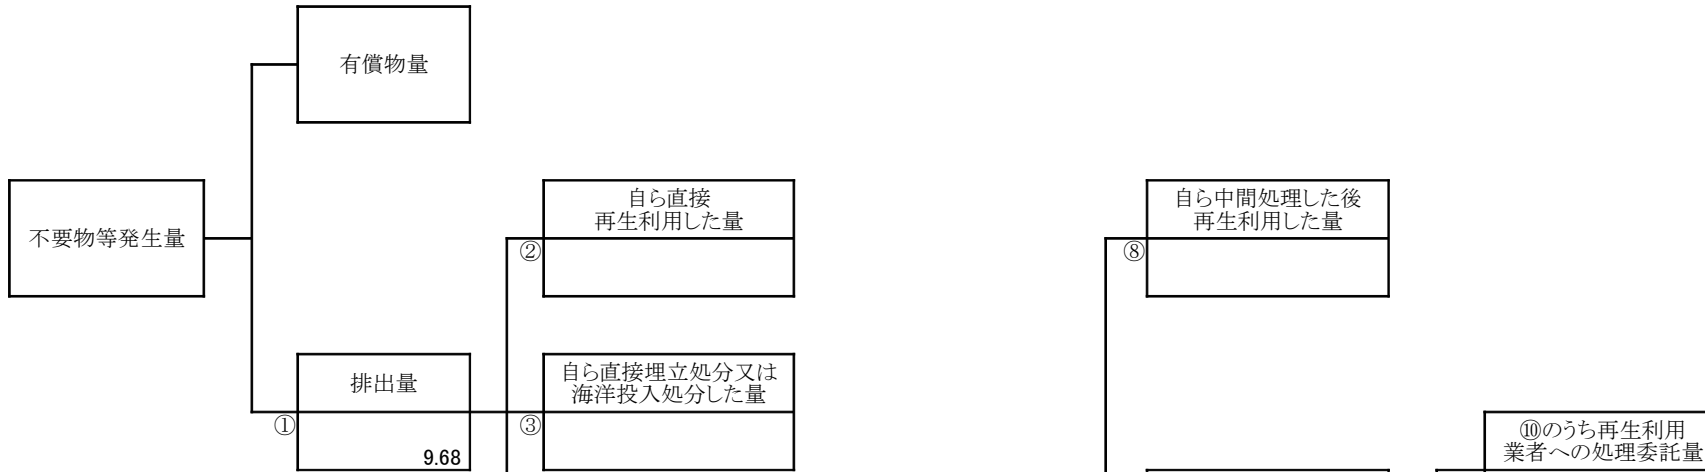 有償物量
不要物等発生量
自ら直接
再生利用した量
②
自ら中間処理した後
再生利用した量
⑧
排出量
①
9.68
自ら直接埋立処分又は
海洋投入処分した量
③
⑩のうち再生利用
業者への処理委託量